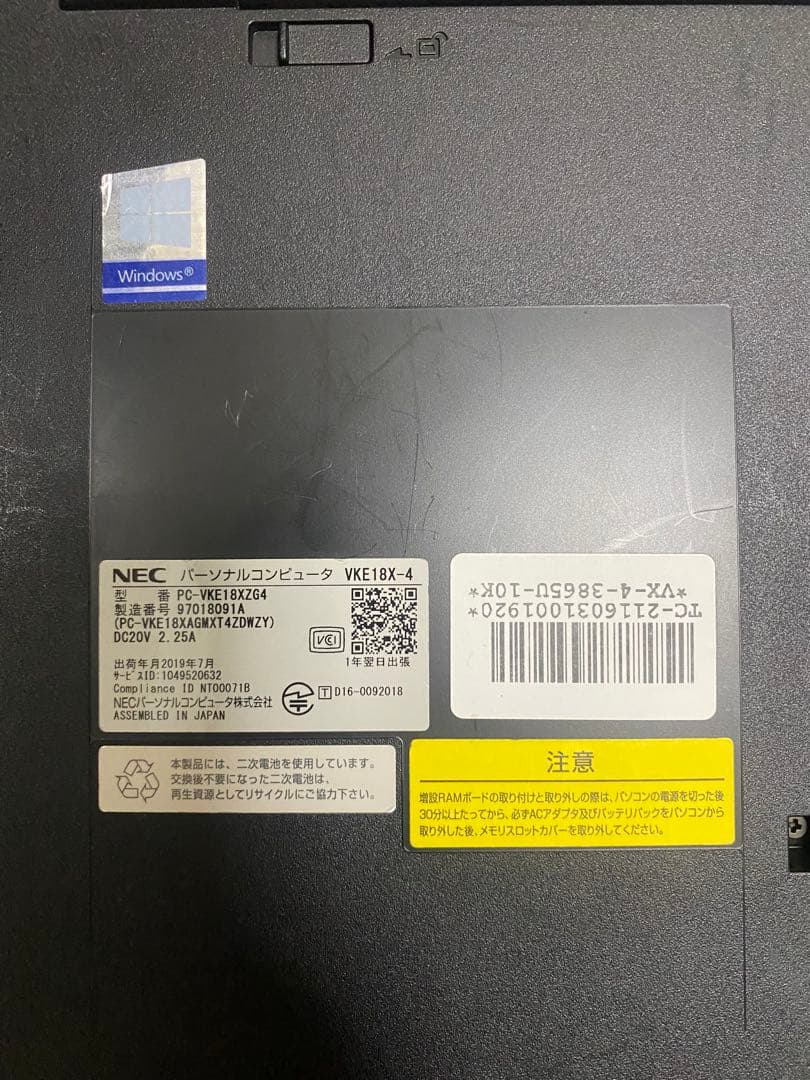 Windows®
NEC パーソナルコンピュータ VKE18X-4
型 番 PC-VKE18XZG4
製造番号 97018091A
(PC-VKE18XAGMXT4ZDWZY)
DC20V 2.25A
VCCI
1年翌日出張
出荷年月2019年7月
ｻｰﾋﾞｽID:1049520632
Compliance ID NT00071B
NECパーソナルコンピュータ株式会社
ASSEMBLED IN JAPAN
T D16-0092018
TC-2116031001920*
*VX-4-3865U-10K*
本製品には、二次電池を使用しています。
交換後不要になった二次電池は、
再生資源としてリサイクルにご協力下さい。
注意
増設RAMボードの取り付けと取り外しの際は、パソコンの電源を切った後
30分以上たってから、必ずACアダプタ及びバッテリパックをパソコンから
取り外した後、メモリスロットカバーを取り外してください。